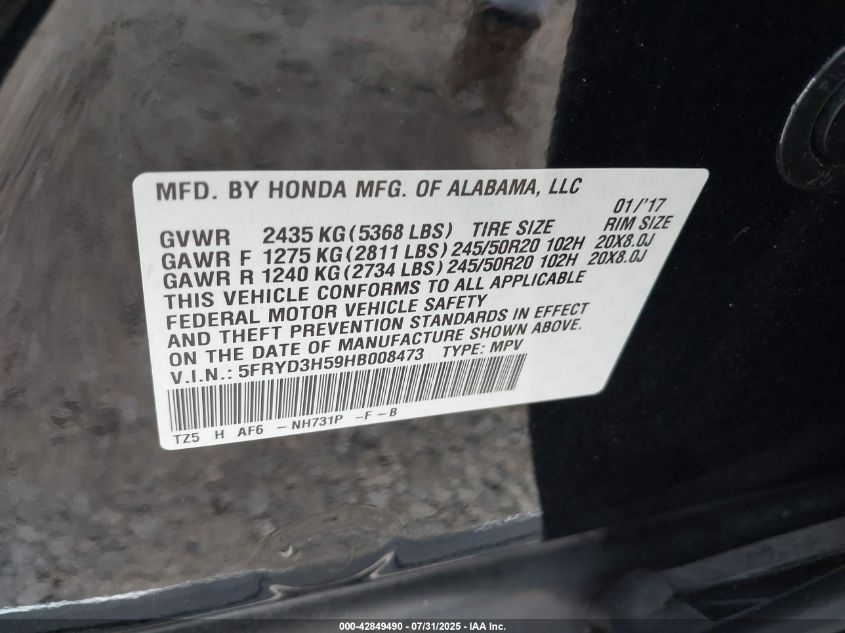 MFD. BY HONDA MFG. OF ALABAMA, LLC
01/'17
GVWR 2435 KG (5368 LBS) TIRE SIZE RIM SIZE
GAWR F 1275 KG (2811 LBS) 245/50R20 102H 20X8.0J
GAWR R 1240 KG (2734 LBS) 245/50R20 102H 20X8.0J
THIS VEHICLE CONFORMS TO ALL APPLICABLE
FEDERAL MOTOR VEHICLE SAFETY
AND THEFT PREVENTION STANDARDS IN EFFECT
ON THE DATE OF MANUFACTURE SHOWN ABOVE.
V.I.N.: 5FRYD3H59HB008473 TYPE: MPV
TZ5 H AF6 - NH731P - F - B
000-42849490 - 07/31/2025 - IAA Inc.